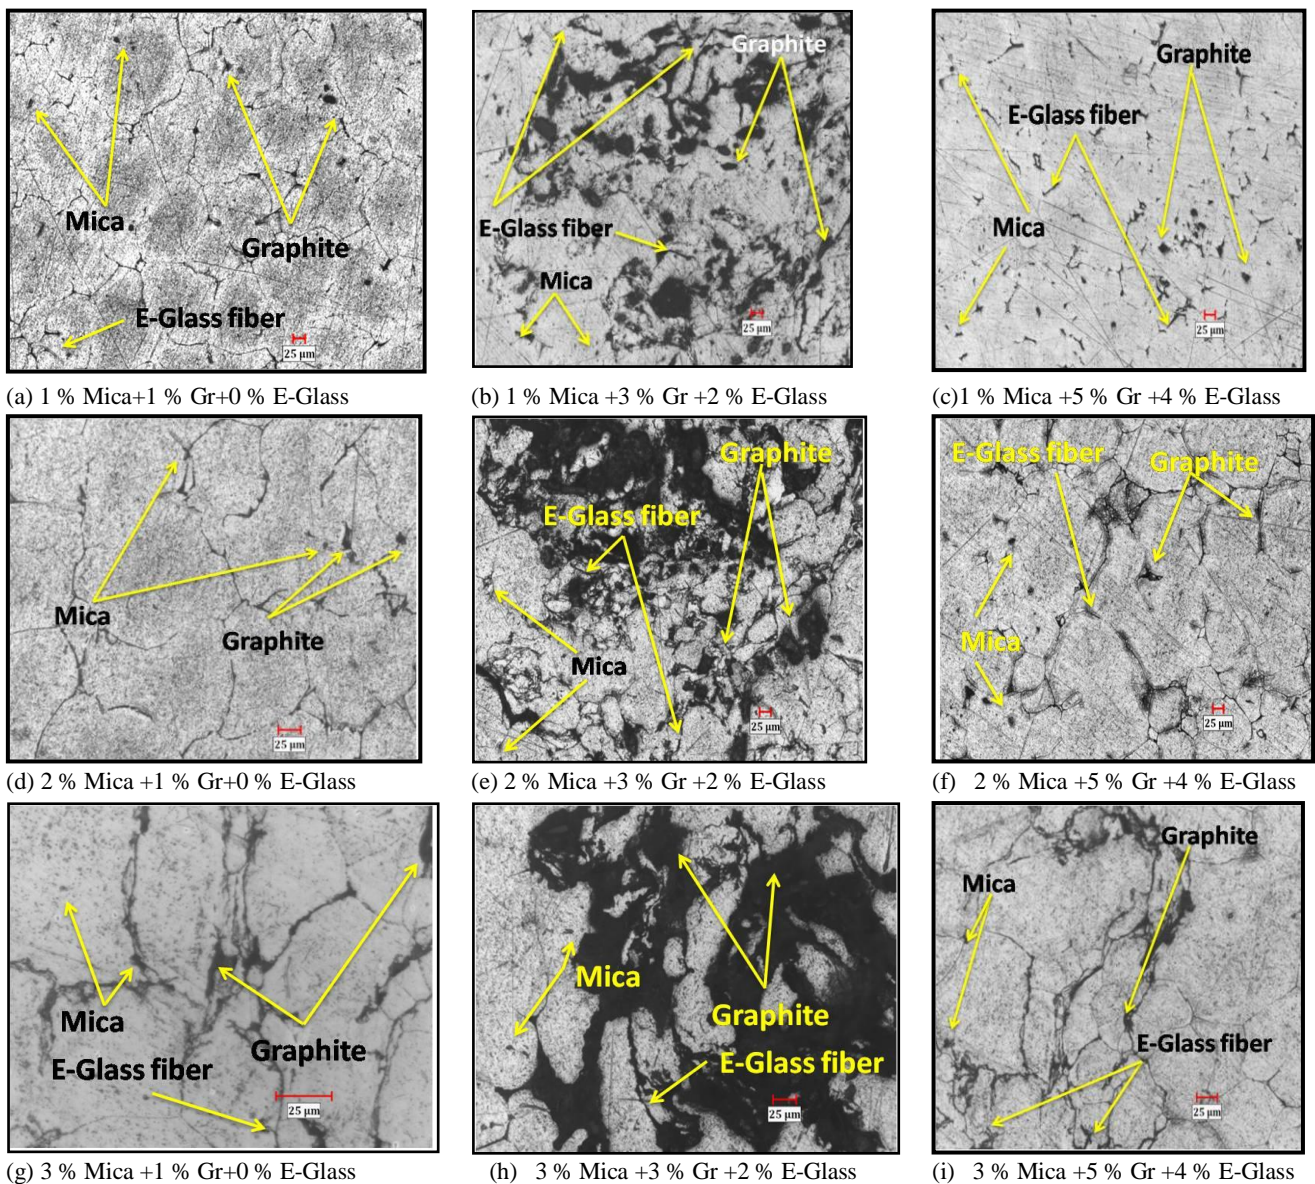 Mica
Graphite
E-Glass fiber
25 µm
(a) 1 % Mica+1 % Gr+0 % E-Glass
Graphite
E-Glass fiber
Mica
25 µm
(b) 1 % Mica +3 % Gr +2 % E-Glass
Graphite
E-Glass fiber
Mica
25 µm
(c)1 % Mica +5 % Gr +4 % E-Glass
Mica
Graphite
25 µm
(d) 2 % Mica +1 % Gr+0 % E-Glass
Graphite
E-Glass fiber
Mica
25 µm
(e) 2 % Mica +3 % Gr +2 % E-Glass
E-Glass fiber
Graphite
Mica
25 µm
(f) 2 % Mica +5 % Gr +4 % E-Glass
Mica
Graphite
E-Glass fiber
25 µm
(g) 3 % Mica +1 % Gr+0 % E-Glass
Mica
Graphite
E-Glass fiber
25 µm
(h) 3 % Mica +3 % Gr +2 % E-Glass
Graphite
Mica
E-Glass fiber
25 µm
(i) 3 % Mica +5 % Gr +4 % E-Glass